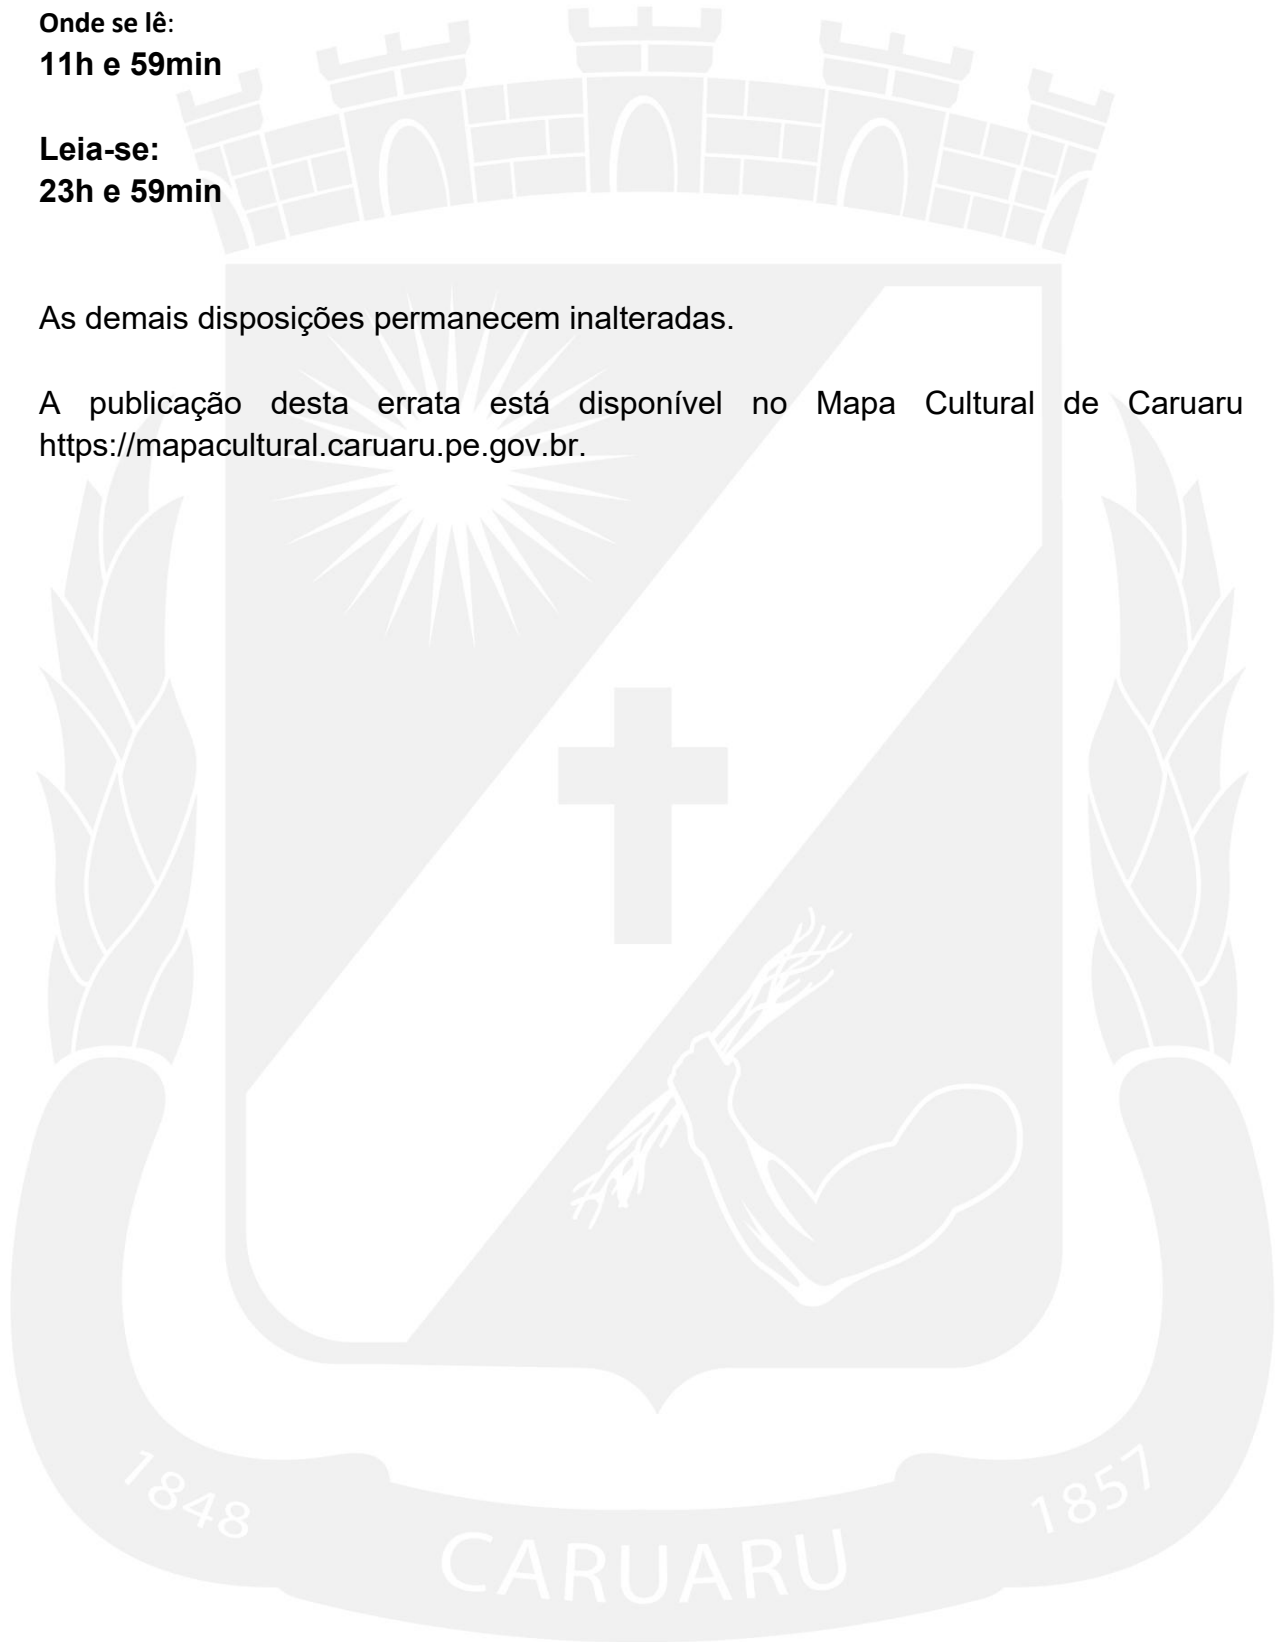 Onde se lê:
11h e 59min
Leia-se:
23h e 59min
As demais disposições permanecem inalteradas.
A publicação desta errata está disponível no Mapa Cultural de Caruaru
https://mapacultural.caruaru.pe.gov.br.
1848
CARUARU
1857